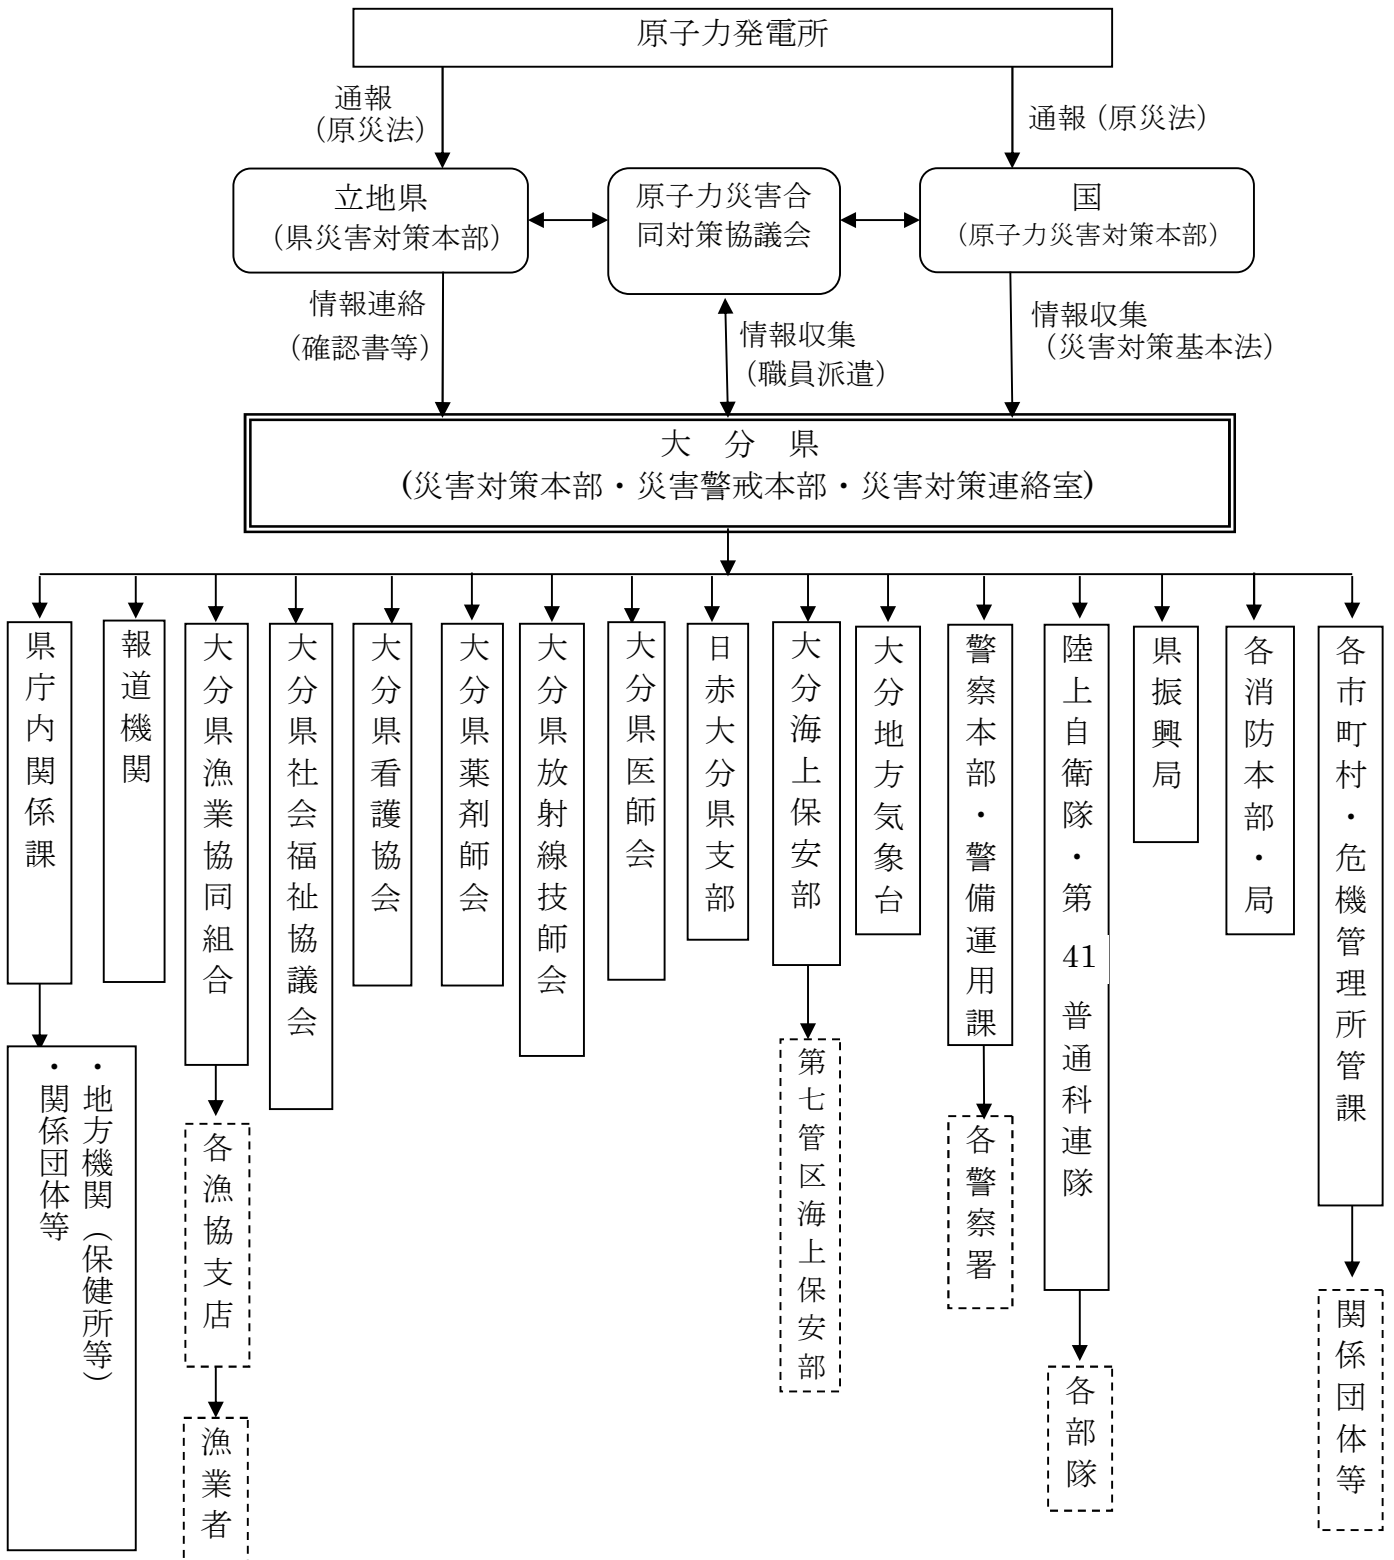 原子力発電所
通報
（原災法）
通報（原災法）
立地県
（県災害対策本部）
原子力災害合
同対策協議会
国
（原子力災害対策本部）
情報連絡
（確認書等）
情報収集
（職員派遣）
情報収集
（災害対策基本法）
大　分　県
(災害対策本部・災害警戒本部・災害対策連絡室)
県庁内関係課
報道機関
大分県漁業協同組合
大分県社会福祉協議会
大分県看護協会
大分県薬剤師会
大分県放射線技師会
大分県医師会
日赤大分県支部
大分海上保安部
大分地方気象台
警察本部・警備運用課
陸上自衛隊・第41普通科連隊
県振興局
各消防本部・局
各市町村・危機管理所管課
・地方機関（保健所等）
・関係団体等
各漁協支店
漁業者
第七管区海上保安部
各警察署
各部隊
関係団体等